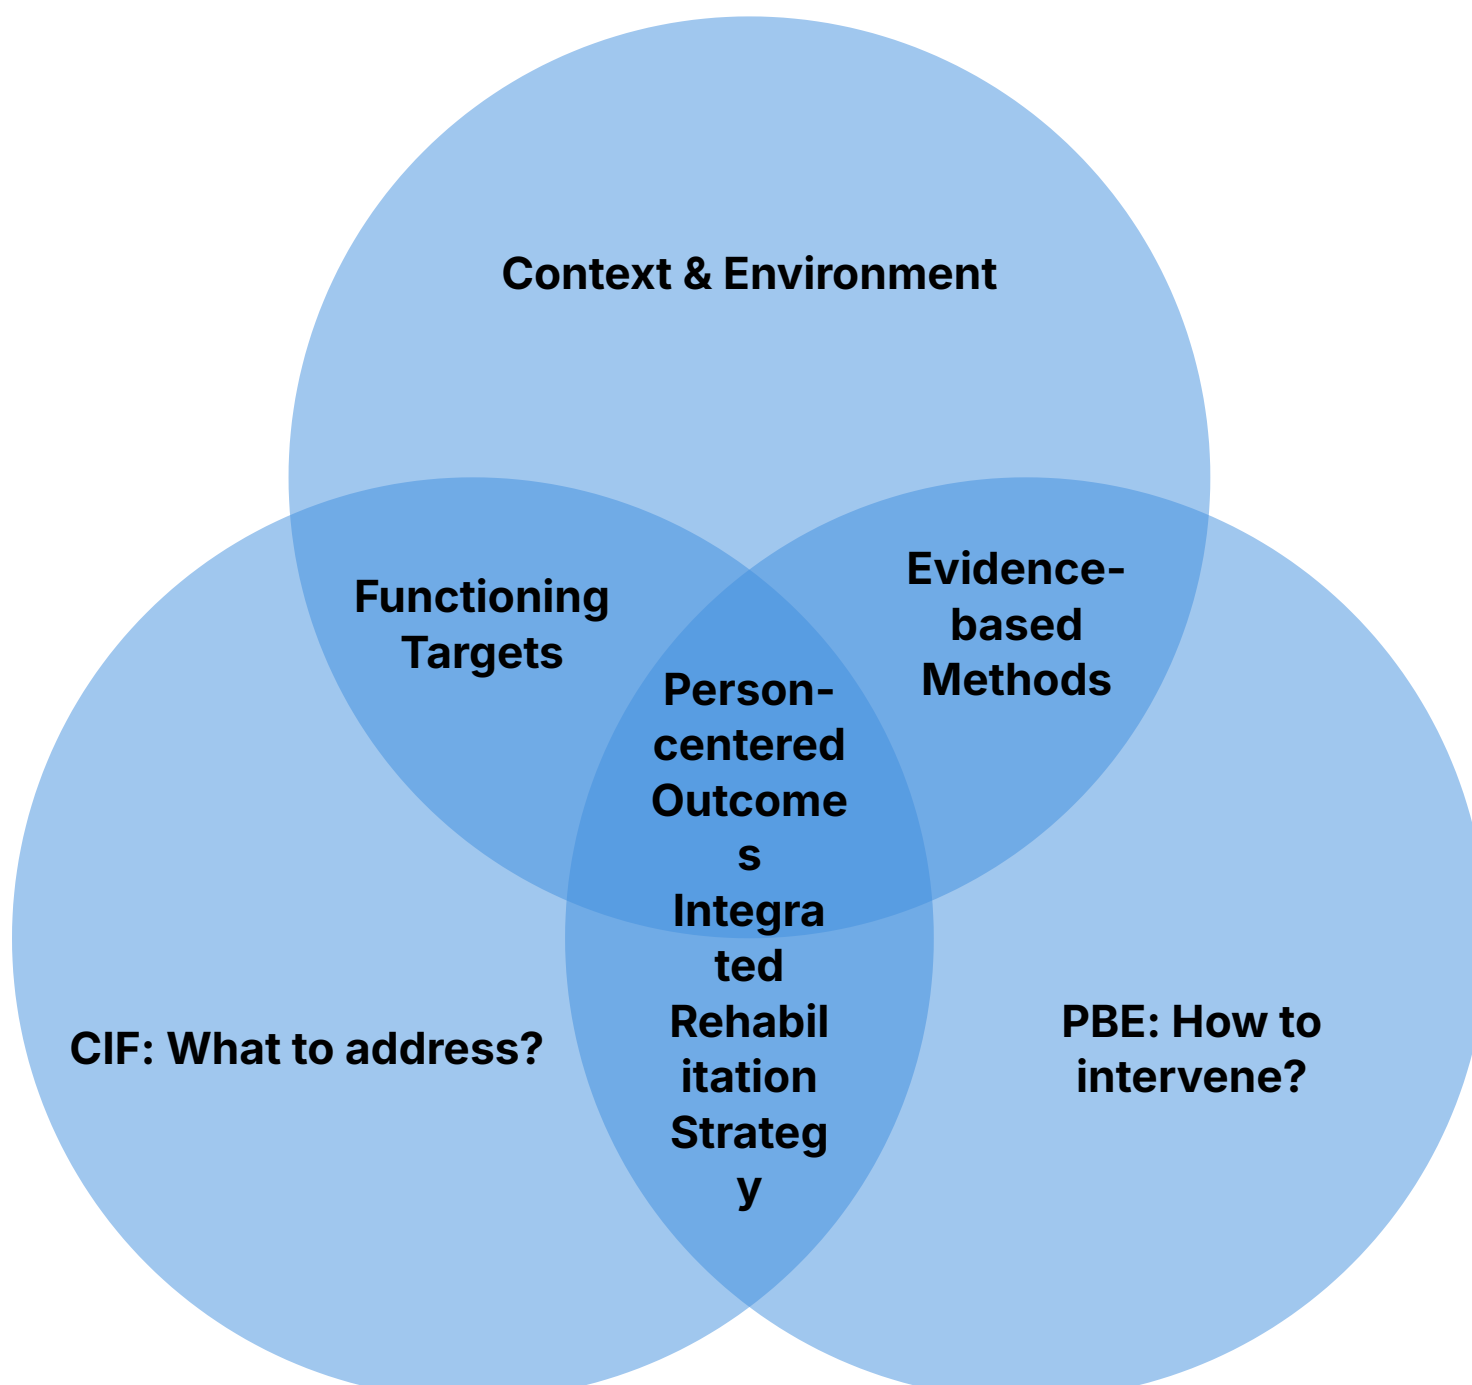 Context & Environment
Functioning
Targets
Evidence-
based
Methods
Person-
centered
Outcome
s
Integra
ted
Rehabil
itation
Strateg
y
CIF: What to address?
PBE: How to
intervene?